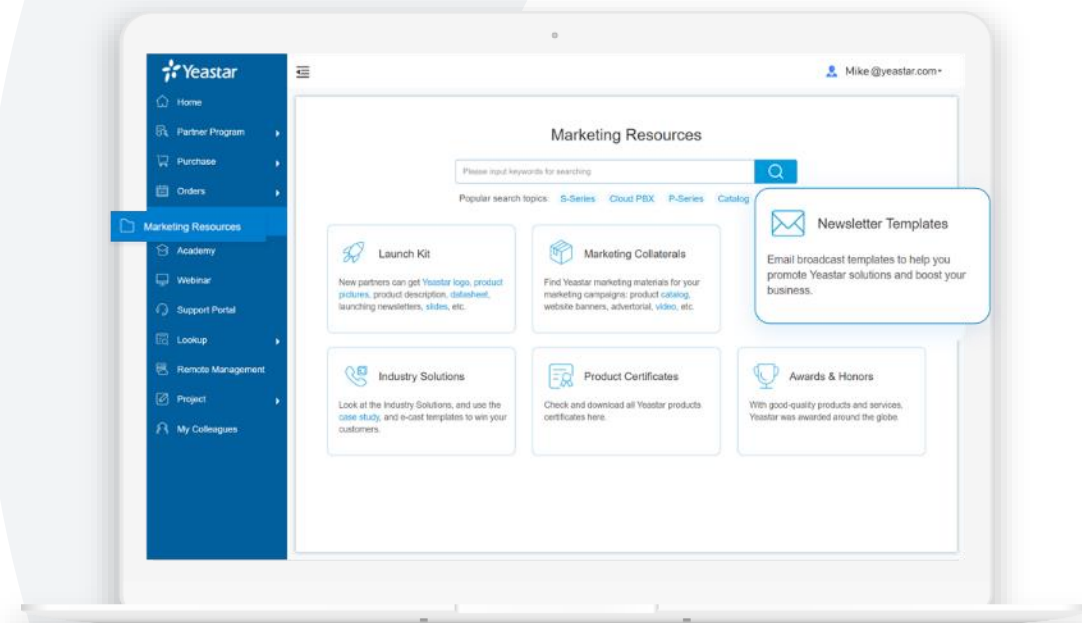 Yeastar
Mike @yeastar.com
Home
Partner Program
Purchase
Orders
Marketing Resources
Academy
Webinar
Support Portal
Lookup
Remote Management
Project
My Colleagues
Marketing Resources
Please input keywords for searching
Popular search topics: S-Series Cloud PBX P-Series Catalog
Launch Kit
New partners can get Yeastar logo, product
pictures, product description, datasheet,
launching newsletters, slides, etc.
Marketing Collaterals
Find Yeastar marketing materials for your
marketing campaigns: product catalog,
website banners, advertorial, video, etc.
Newsletter Templates
Email broadcast templates to help you
promote Yeastar solutions and boost your
business.
Industry Solutions
Look at the Industry Solutions, and use the
case study, and e-cast templates to win your
customers.
Product Certificates
Check and download all Yeastar products
certificates here.
Awards & Honors
With good-quality products and services,
Yeastar was awarded around the globe.